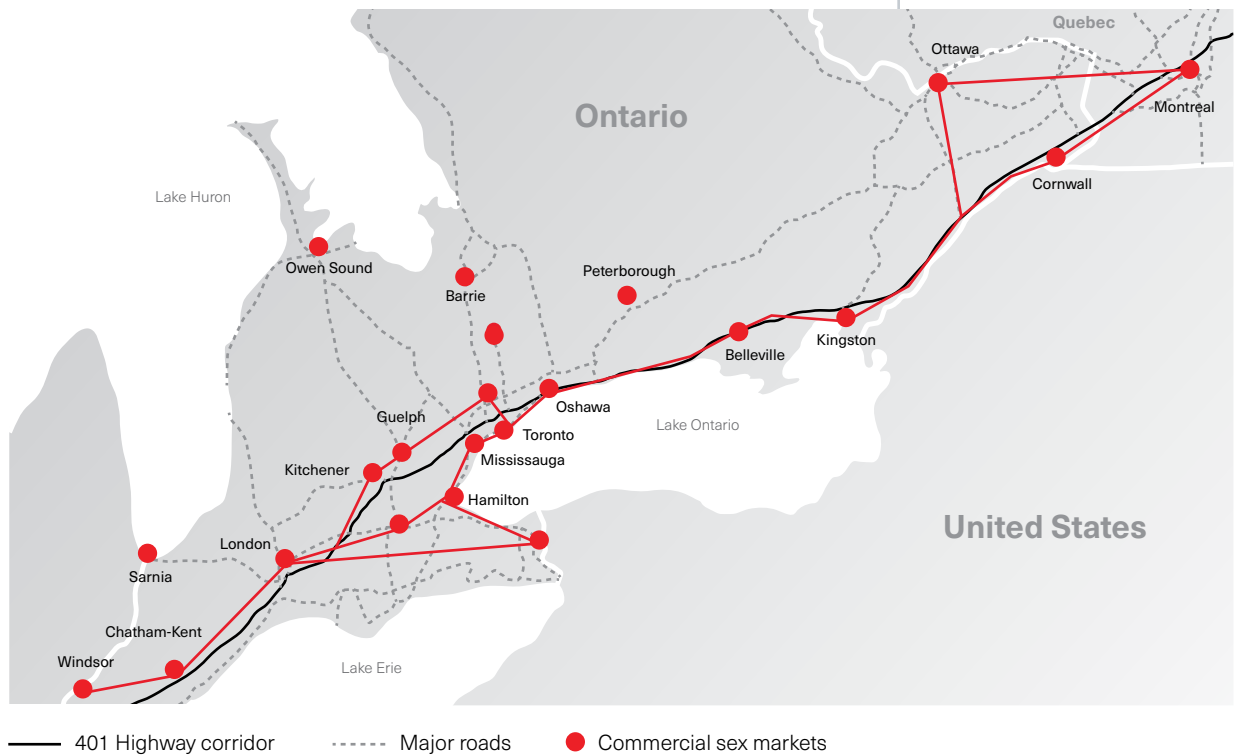 Quebec
Ottawa
Ontario
Montreal
Cornwall
Lake Huron
Owen Sound
Barrie
Peterborough
Belleville
Kingston
Guelph
Oshawa
Toronto
Lake Ontario
Mississauga
Kitchener
Hamilton
United States
London
Sarnia
Chatham-Kent
Windsor
Lake Erie
401 Highway corridor
Major roads
Commercial sex markets